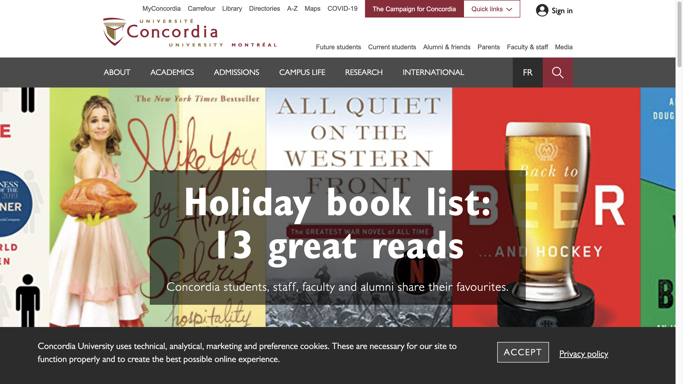 MyConcordia Carrefour Library Directories A-Z Maps COVID-19 The Campaign for Concordia Quick links Sign in
UNIVERSITÉ
Concordia
UNIVERSITY MONTRÉAL
Future students Current students Alumni & friends Parents Faculty & staff Media
ABOUT ACADEMICS ADMISSIONS CAMPUS LIFE RESEARCH INTERNATIONAL FR
The New York Times Bestseller
I Like You
by Amy Sedaris
hospitality
ALL QUIET
ON THE
WESTERN
FRONT
THE GREATEST WAR NOVEL OF ALL TIME
N
Back to
BEER
...AND HOCKEY
Holiday book list:
13 great reads
Concordia students, staff, faculty and alumni share their favourites.
Concordia University uses technical, analytical, marketing and preference cookies. These are necessary for our site to
function properly and to create the best possible online experience.
ACCEPT
Privacy policy